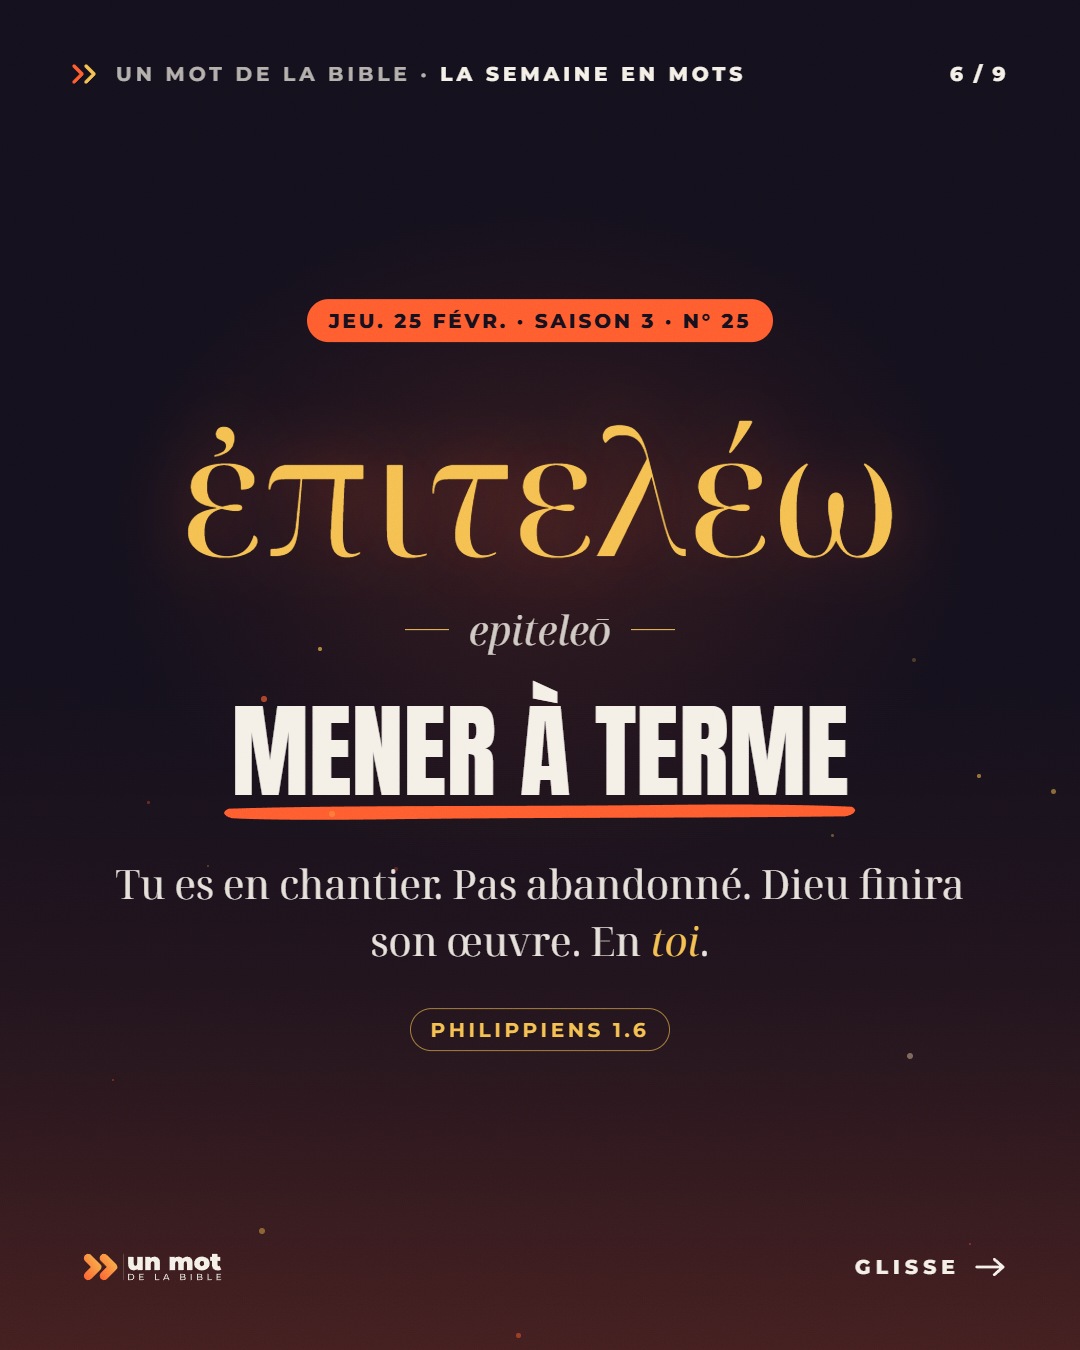 UN MOT DE LA BIBLE · LA SEMAINE EN MOTS
6 / 9
JEU. 25 FÉVR. · SAISON 3 · N° 25
ἐπιτελέω
epiteleō
MENER À TERME
Tu es en chantier. Pas abandonné. Dieu finira
son œuvre. En toi.
PHILIPPIENS 1.6
un mot
DE LA BIBLE
GLISSE →